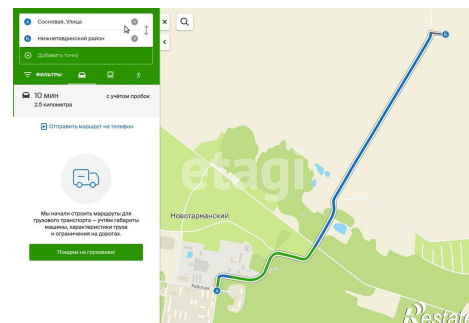 А Сосновая, Улица
Б Нижнетавдинский район
Добавить точку
ФИЛЬТРЫ
10 мин
с учётом пробок
2.5 километра
Отправить маршрут на телефон
Мы начали строить маршруты для
грузового транспорта — учтём габариты
машины, характеристики груза
и ограничения на дорогах.
Поедем на грузовике!
Б
etagi
Новотарманский
Рабочая
А
Restate